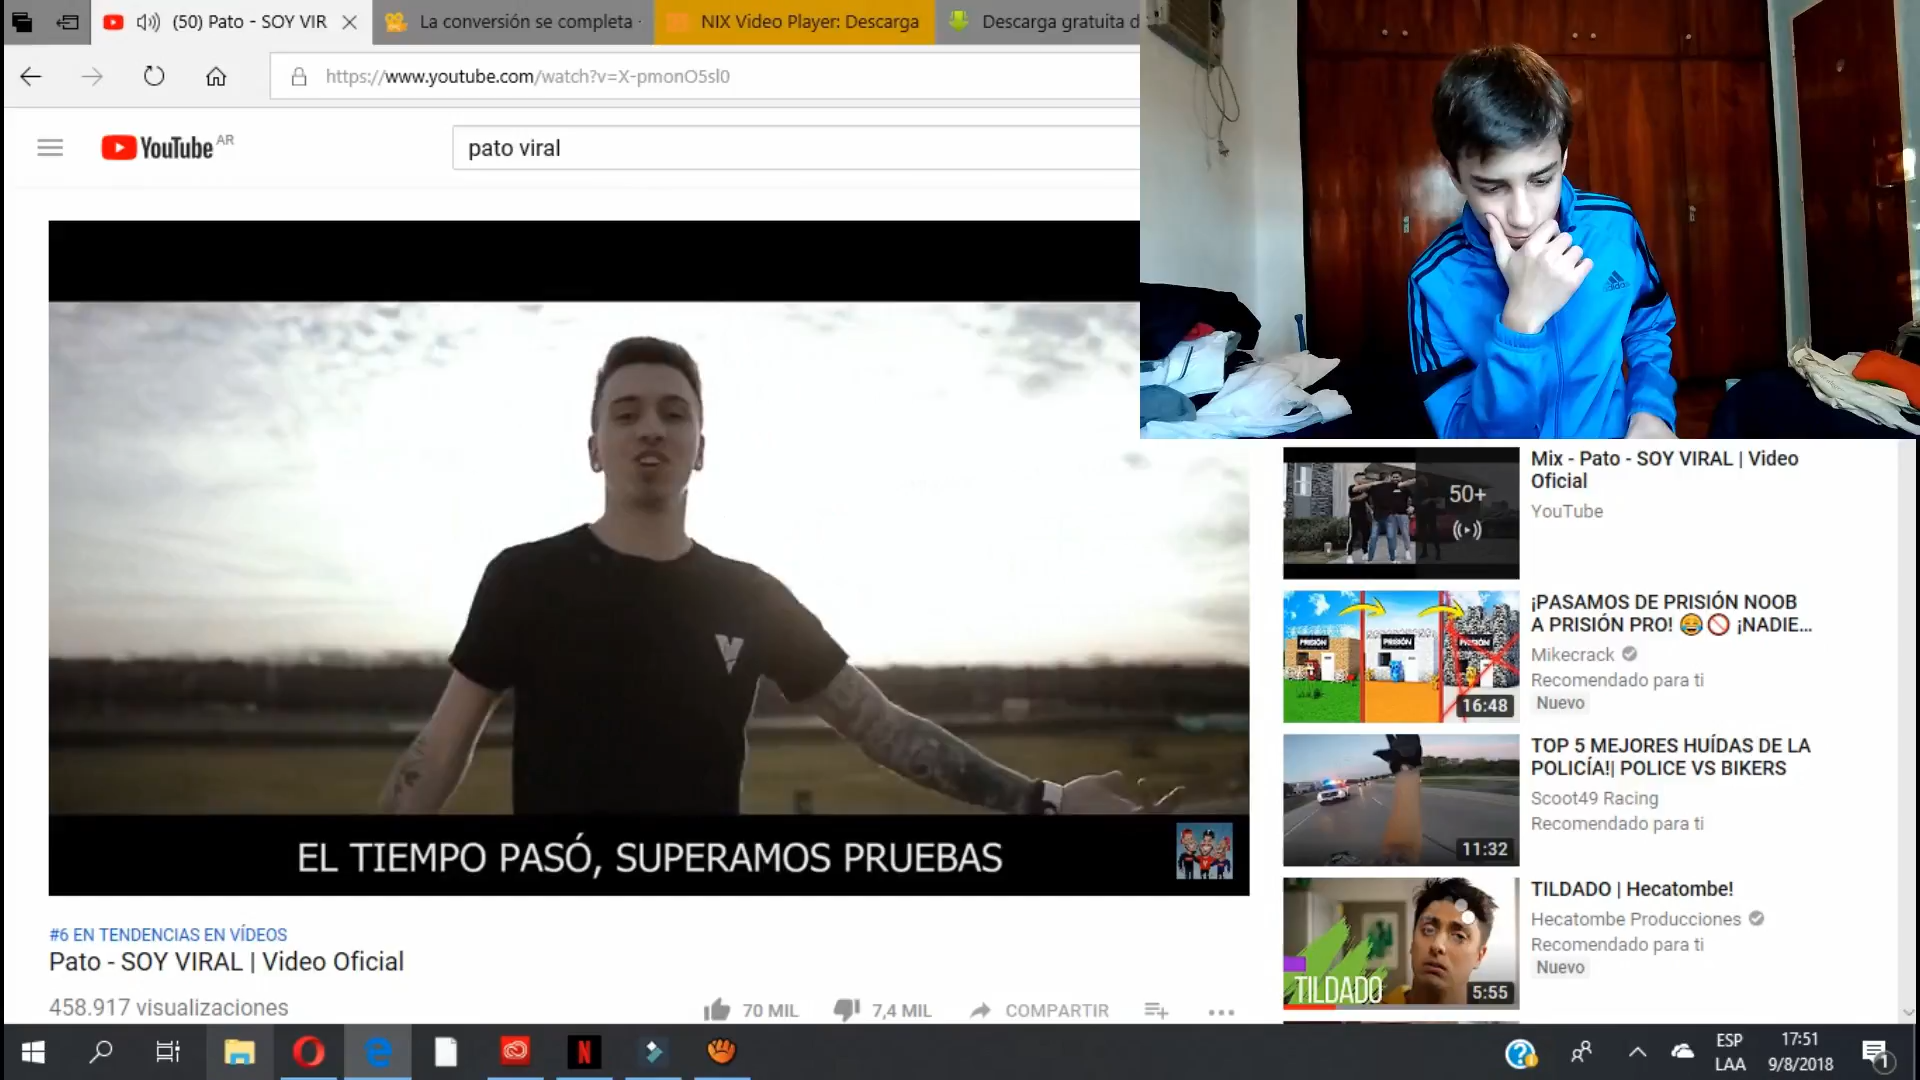 (50) Pato - SOY VIR
La conversión se completa
NIX Video Player: Descarga
Descarga gratuita d
https://www.youtube.com/watch?v=X-pmonO5sl0
YouTube AR
pato viral
adidas
EL TIEMPO PASÓ, SUPERAMOS PRUEBAS
#6 EN TENDENCIAS EN VÍDEOS
Pato - SOY VIRAL | Video Oficial
458.917 visualizaciones
70 MIL
7,4 MIL
COMPARTIR
50+
Mix - Pato - SOY VIRAL | Video
Oficial
YouTube
PRISIÓN
PRISIÓN
PRISIÓN
16:48
¡PASAMOS DE PRISIÓN NOOB
A PRISIÓN PRO! 😂🚫 ¡NADIE...
Mikecrack
Recomendado para ti
Nuevo
11:32
TOP 5 MEJORES HUÍDAS DE LA
POLICÍA!| POLICE VS BIKERS
Scoot49 Racing
Recomendado para ti
TILDADO
5:55
TILDADO | Hecatombe!
Hecatombe Producciones
Recomendado para ti
Nuevo
ESP
LAA
17:51
9/8/2018
1